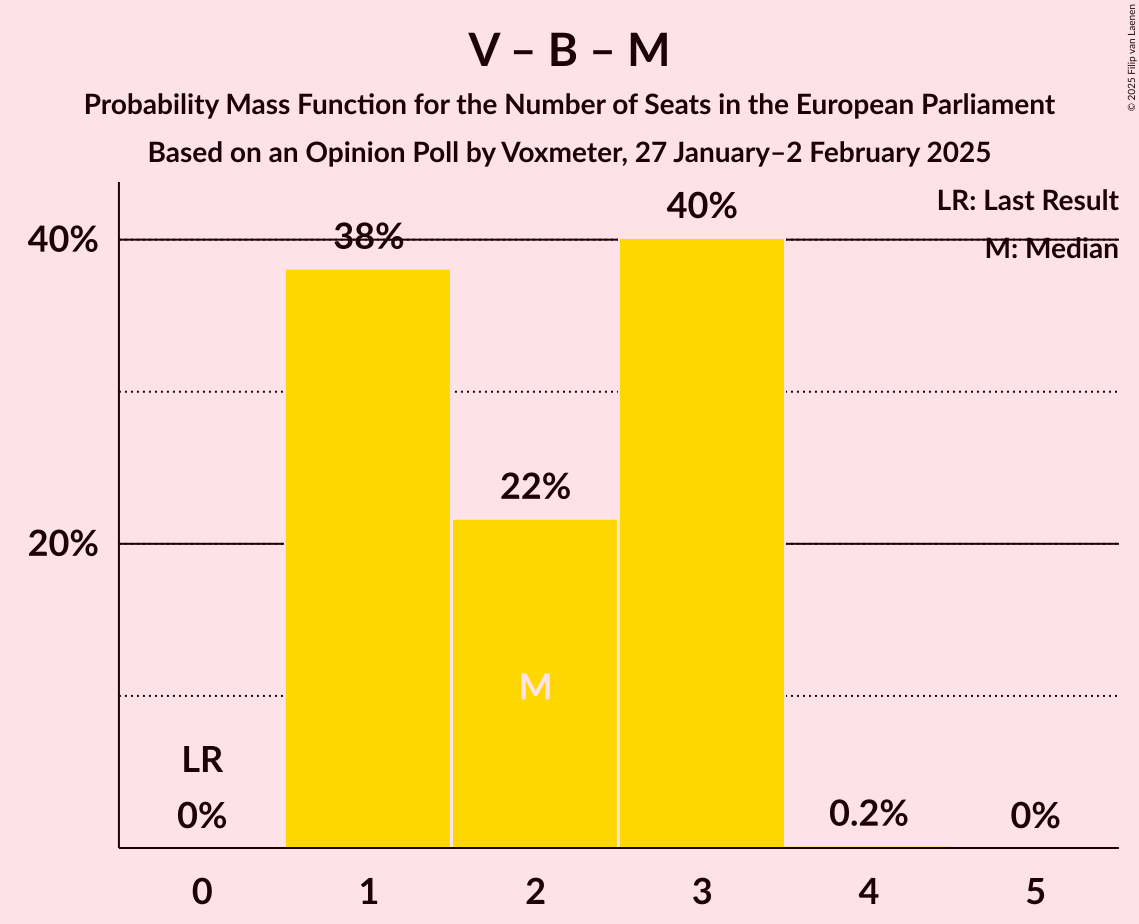 V – B – M
Probability Mass Function for the Number of Seats in the European Parliament
Based on an Opinion Poll by Voxmeter, 27 January–2 February 2025
© 2025 Filip van Laenen
LR: Last Result
M: Median
40%
20%
38%
40%
22%
M
LR
0%
0.2%
0%
0
1
2
3
4
5